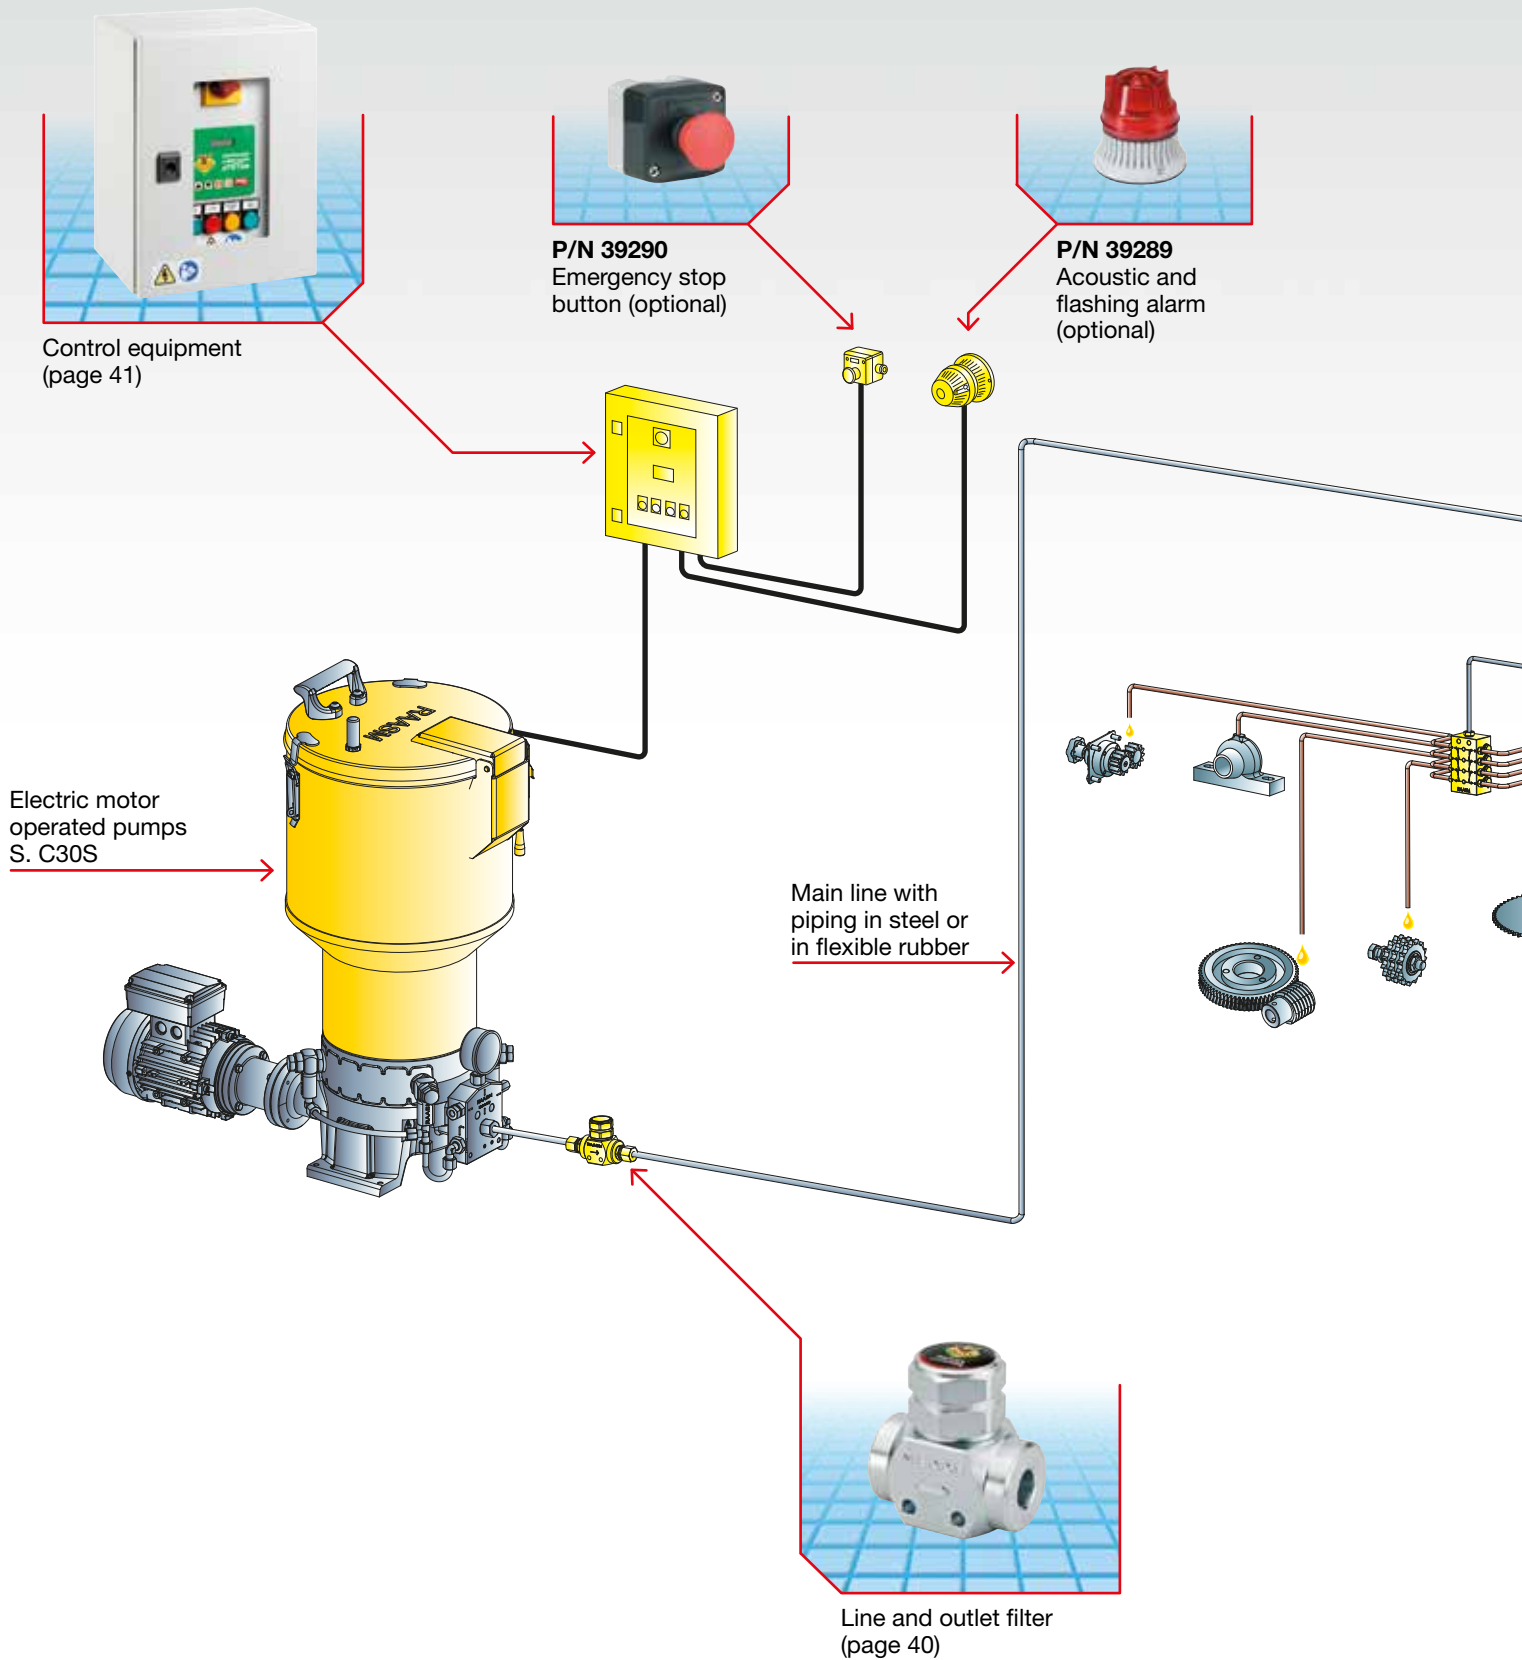 P/N 39290
Emergency stop
button (optional)
P/N 39289
Acoustic and
flashing alarm
(optional)
Control equipment
(page 41)
RAASM
Electric motor
operated pumps
S. C30S
Main line with
piping in steel or
in flexible rubber
Line and outlet filter
(page 40)